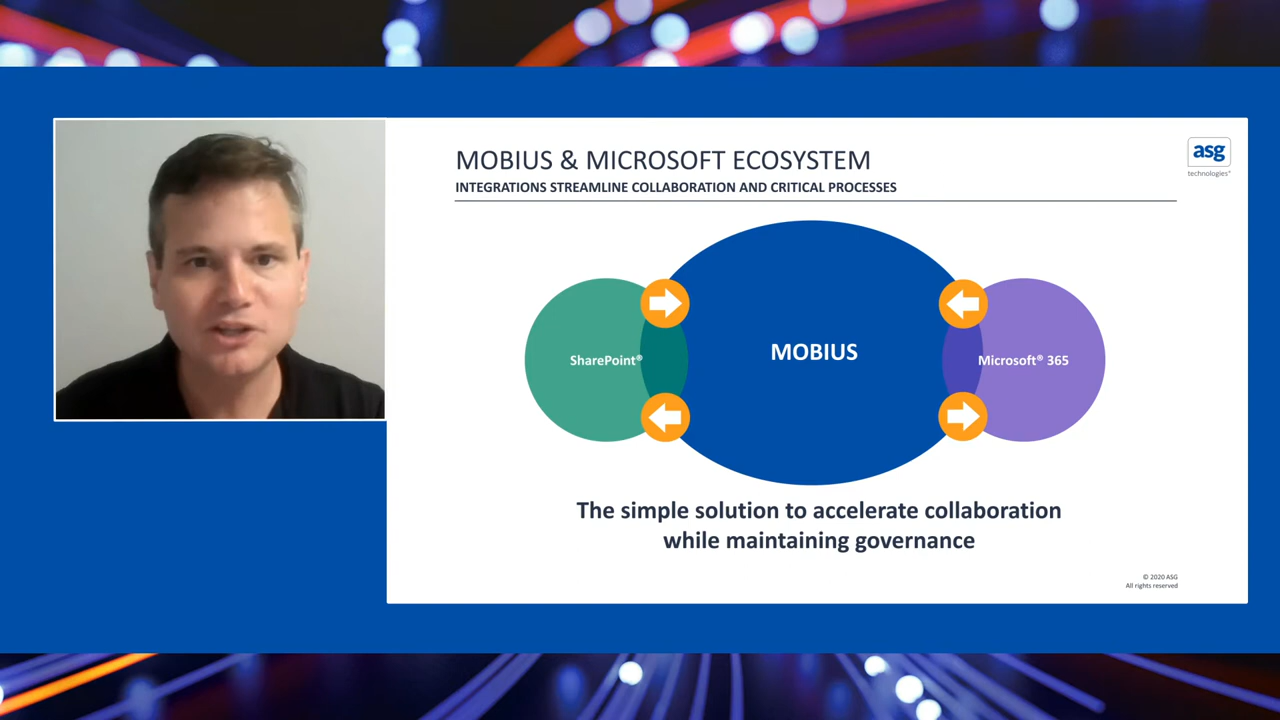 MOBIUS & MICROSOFT ECOSYSTEM
INTEGRATIONS STREAMLINE COLLABORATION AND CRITICAL PROCESSES
asg
technologies®
SharePoint®
MOBIUS
Microsoft® 365
The simple solution to accelerate collaboration
while maintaining governance
© 2020 ASG
All rights reserved